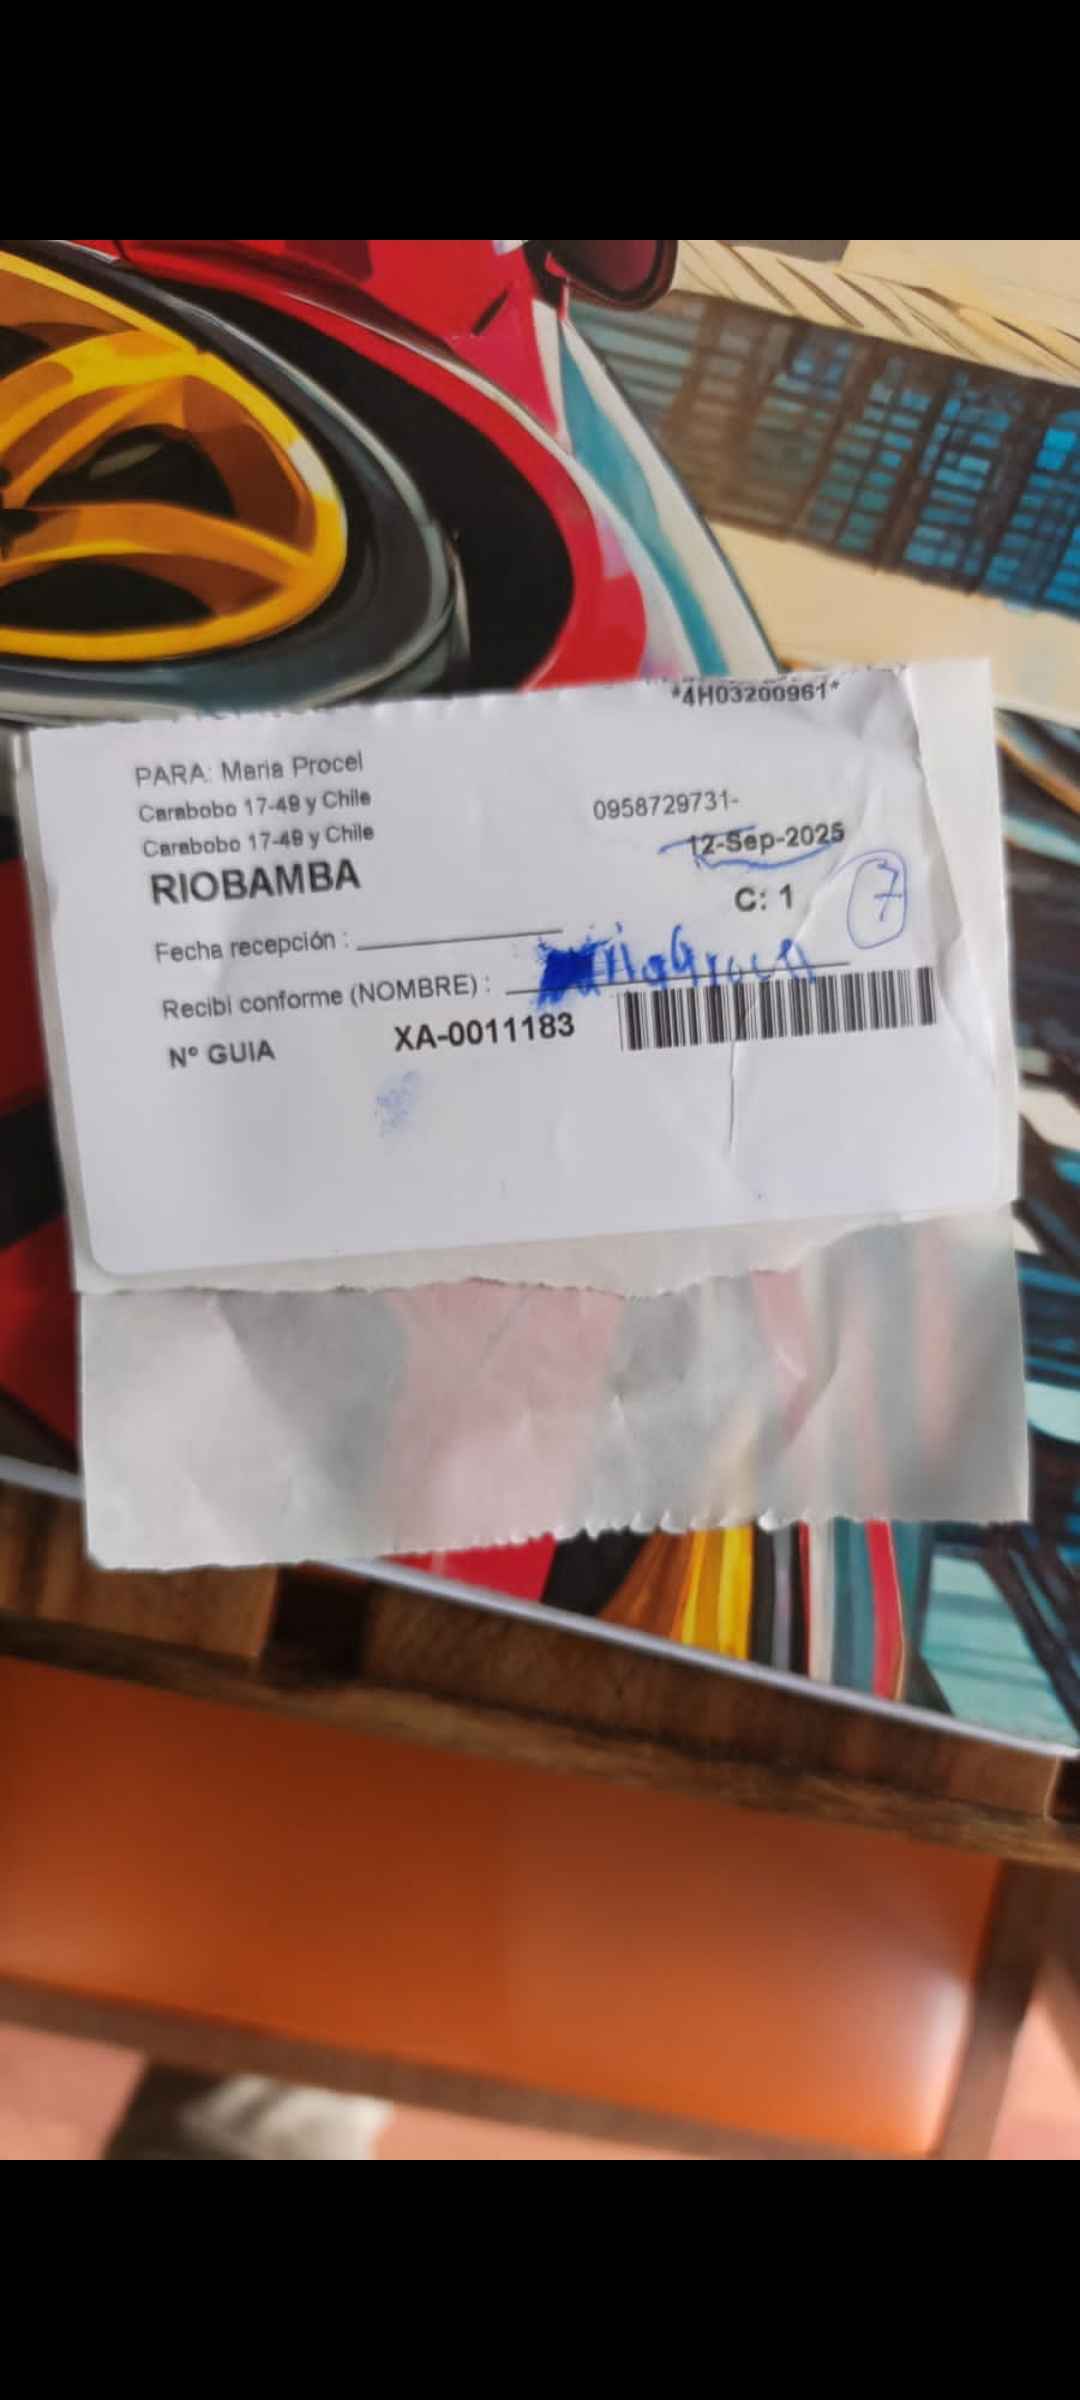 *4H03200961*
PARA: Maria Procel
Carabobo 17-49 y Chile
0958729731-
Carabobo 17-49 y Chile
12-Sep-2025
RIOBAMBA
C: 1
7
Fecha recepción :
Recibi conforme (NOMBRE) :
Nº GUIA XA-0011183